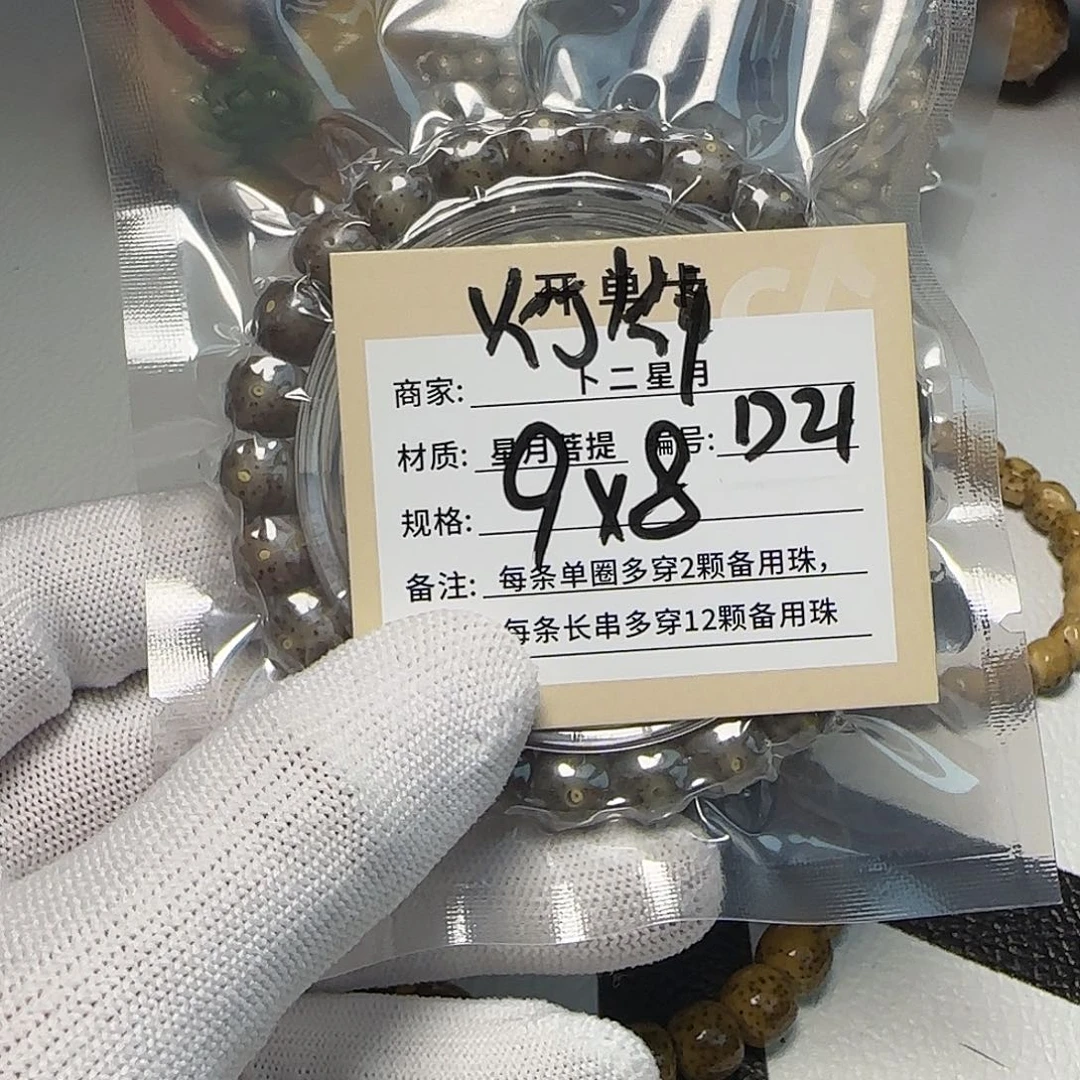 开单卡
商家: 卜二星月
材质: 星月菩提 编号: D21
规格: 9x8
备注: 每条单圈多穿2颗备用珠,
每条长串多穿12颗备用珠